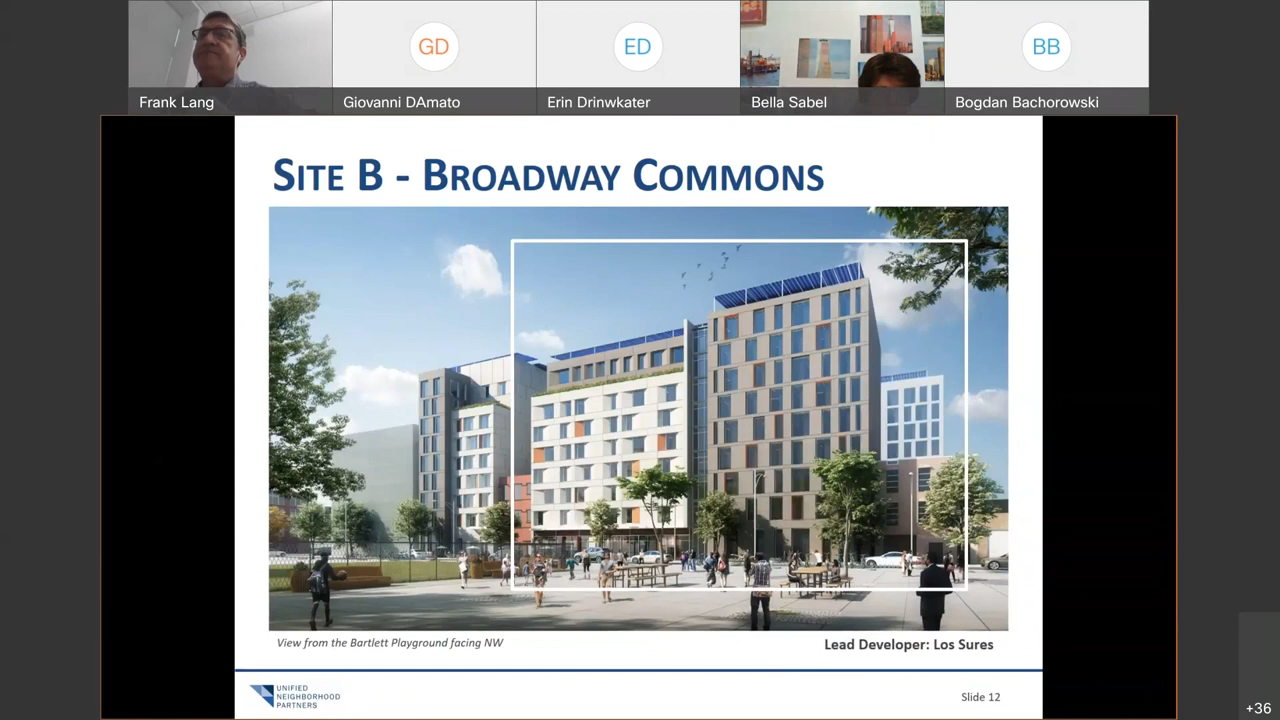 GD
ED
BB
Frank Lang
Giovanni DAmato
Erin Drinwkater
Bella Sabel
Bogdan Bachorowski
SITE B - BROADWAY COMMONS
View from the Bartlett Playground facing NW
Lead Developer: Los Sures
UNIFIED
NEIGHBORHOOD
PARTNERS
Slide 12
+36